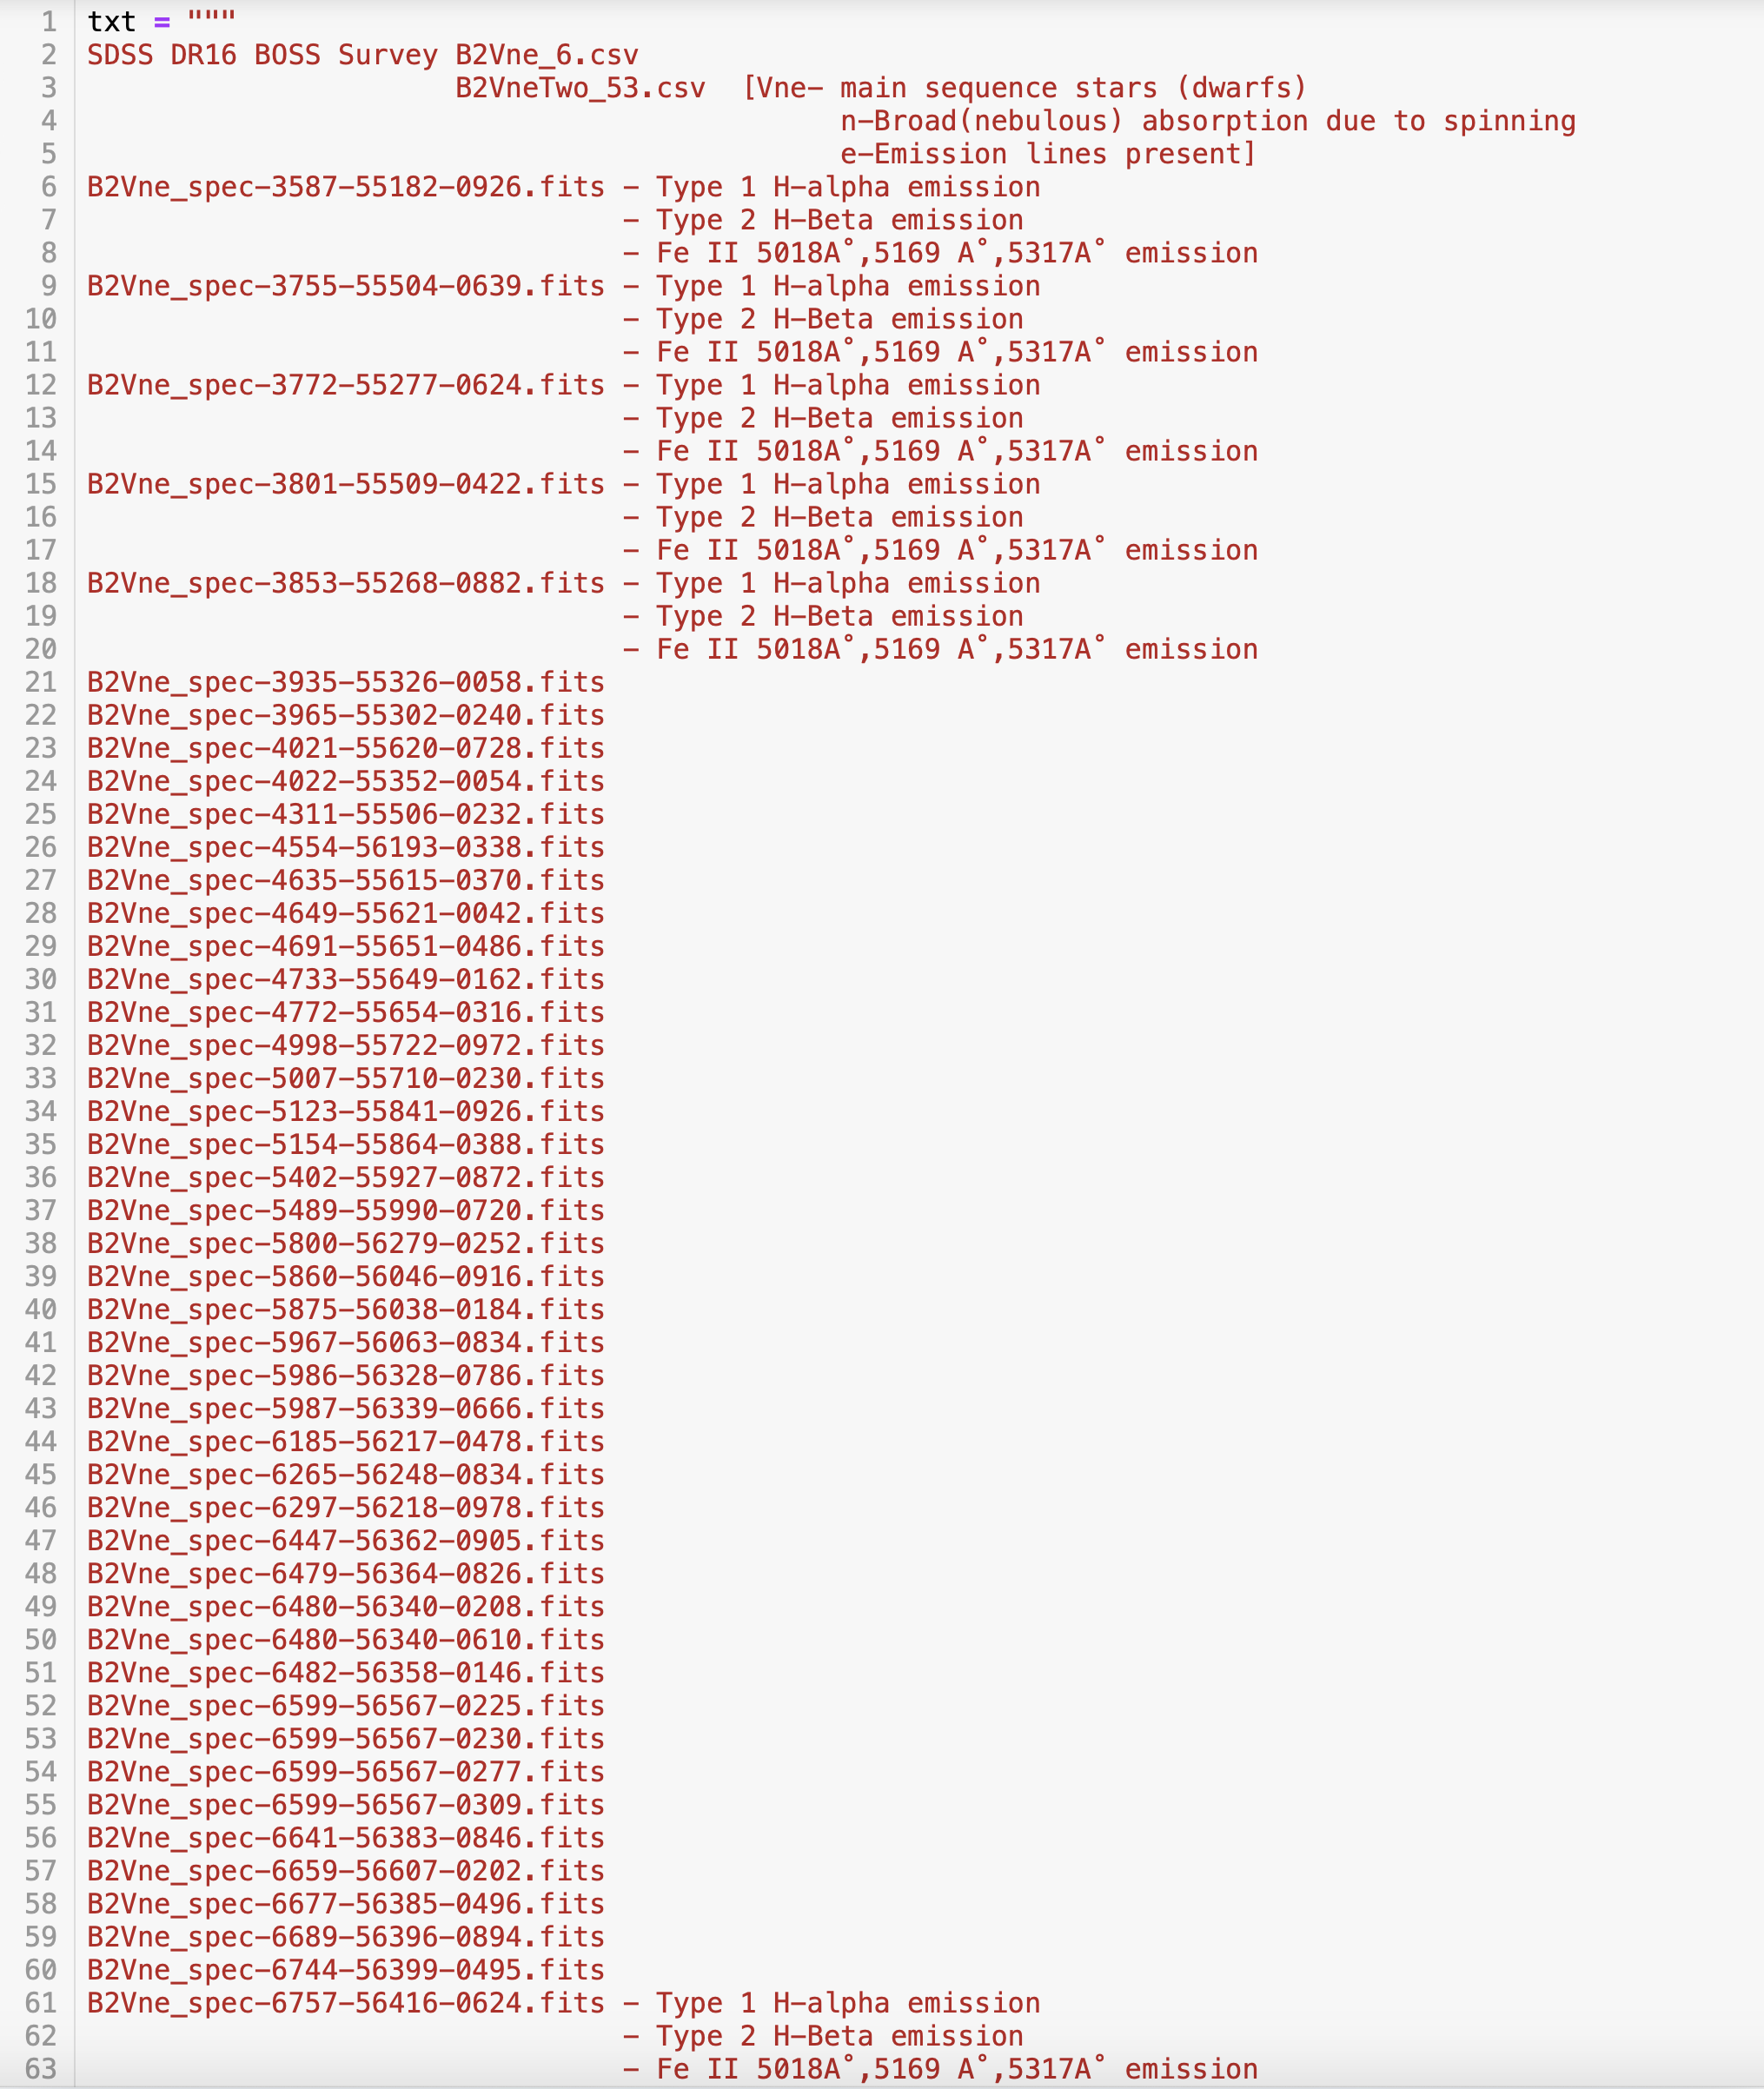 1 txt = """
2 SDSS DR16 BOSS Survey B2Vne_6.csv
3 B2VneTwo_53.csv [Vne– main sequence stars (dwarfs)
4 n–Broad(nebulous) absorption due to spinning
5 e–Emission lines present]
6 B2Vne_spec–3587–55182–0926.fits – Type 1 H–alpha emission
7 – Type 2 H–Beta emission
8 – Fe II 5018A˚,5169 A˚,5317A˚ emission
9 B2Vne_spec–3755–55504–0639.fits – Type 1 H–alpha emission
10 – Type 2 H–Beta emission
11 – Fe II 5018A˚,5169 A˚,5317A˚ emission
12 B2Vne_spec–3772–55277–0624.fits – Type 1 H–alpha emission
13 – Type 2 H–Beta emission
14 – Fe II 5018A˚,5169 A˚,5317A˚ emission
15 B2Vne_spec–3801–55509–0422.fits – Type 1 H–alpha emission
16 – Type 2 H–Beta emission
17 – Fe II 5018A˚,5169 A˚,5317A˚ emission
18 B2Vne_spec–3853–55268–0882.fits – Type 1 H–alpha emission
19 – Type 2 H–Beta emission
20 – Fe II 5018A˚,5169 A˚,5317A˚ emission
21 B2Vne_spec–3935–55326–0058.fits
22 B2Vne_spec–3965–55302–0240.fits
23 B2Vne_spec–4021–55620–0728.fits
24 B2Vne_spec–4022–55352–0054.fits
25 B2Vne_spec–4311–55506–0232.fits
26 B2Vne_spec–4554–56193–0338.fits
27 B2Vne_spec–4635–55615–0370.fits
28 B2Vne_spec–4649–55621–0042.fits
29 B2Vne_spec–4691–55651–0486.fits
30 B2Vne_spec–4733–55649–0162.fits
31 B2Vne_spec–4772–55654–0316.fits
32 B2Vne_spec–4998–55722–0972.fits
33 B2Vne_spec–5007–55710–0230.fits
34 B2Vne_spec–5123–55841–0926.fits
35 B2Vne_spec–5154–55864–0388.fits
36 B2Vne_spec–5402–55927–0872.fits
37 B2Vne_spec–5489–55990–0720.fits
38 B2Vne_spec–5800–56279–0252.fits
39 B2Vne_spec–5860–56046–0916.fits
40 B2Vne_spec–5875–56038–0184.fits
41 B2Vne_spec–5967–56063–0834.fits
42 B2Vne_spec–5986–56328–0786.fits
43 B2Vne_spec–5987–56339–0666.fits
44 B2Vne_spec–6185–56217–0478.fits
45 B2Vne_spec–6265–56248–0834.fits
46 B2Vne_spec–6297–56218–0978.fits
47 B2Vne_spec–6447–56362–0905.fits
48 B2Vne_spec–6479–56364–0826.fits
49 B2Vne_spec–6480–56340–0208.fits
50 B2Vne_spec–6480–56340–0610.fits
51 B2Vne_spec–6482–56358–0146.fits
52 B2Vne_spec–6599–56567–0225.fits
53 B2Vne_spec–6599–56567–0230.fits
54 B2Vne_spec–6599–56567–0277.fits
55 B2Vne_spec–6599–56567–0309.fits
56 B2Vne_spec–6641–56383–0846.fits
57 B2Vne_spec–6659–56607–0202.fits
58 B2Vne_spec–6677–56385–0496.fits
59 B2Vne_spec–6689–56396–0894.fits
60 B2Vne_spec–6744–56399–0495.fits
61 B2Vne_spec–6757–56416–0624.fits – Type 1 H–alpha emission
62 – Type 2 H–Beta emission
63 – Fe II 5018A˚,5169 A˚,5317A˚ emission